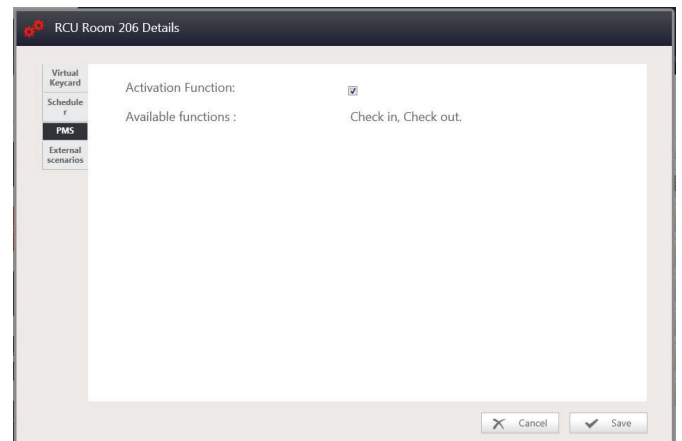 RCU Room 206 Details
Virtual
Keycard
Schedule
r
PMS
External
scenarios
Activation Function:
Available functions : Check in, Check out.
Cancel
Save